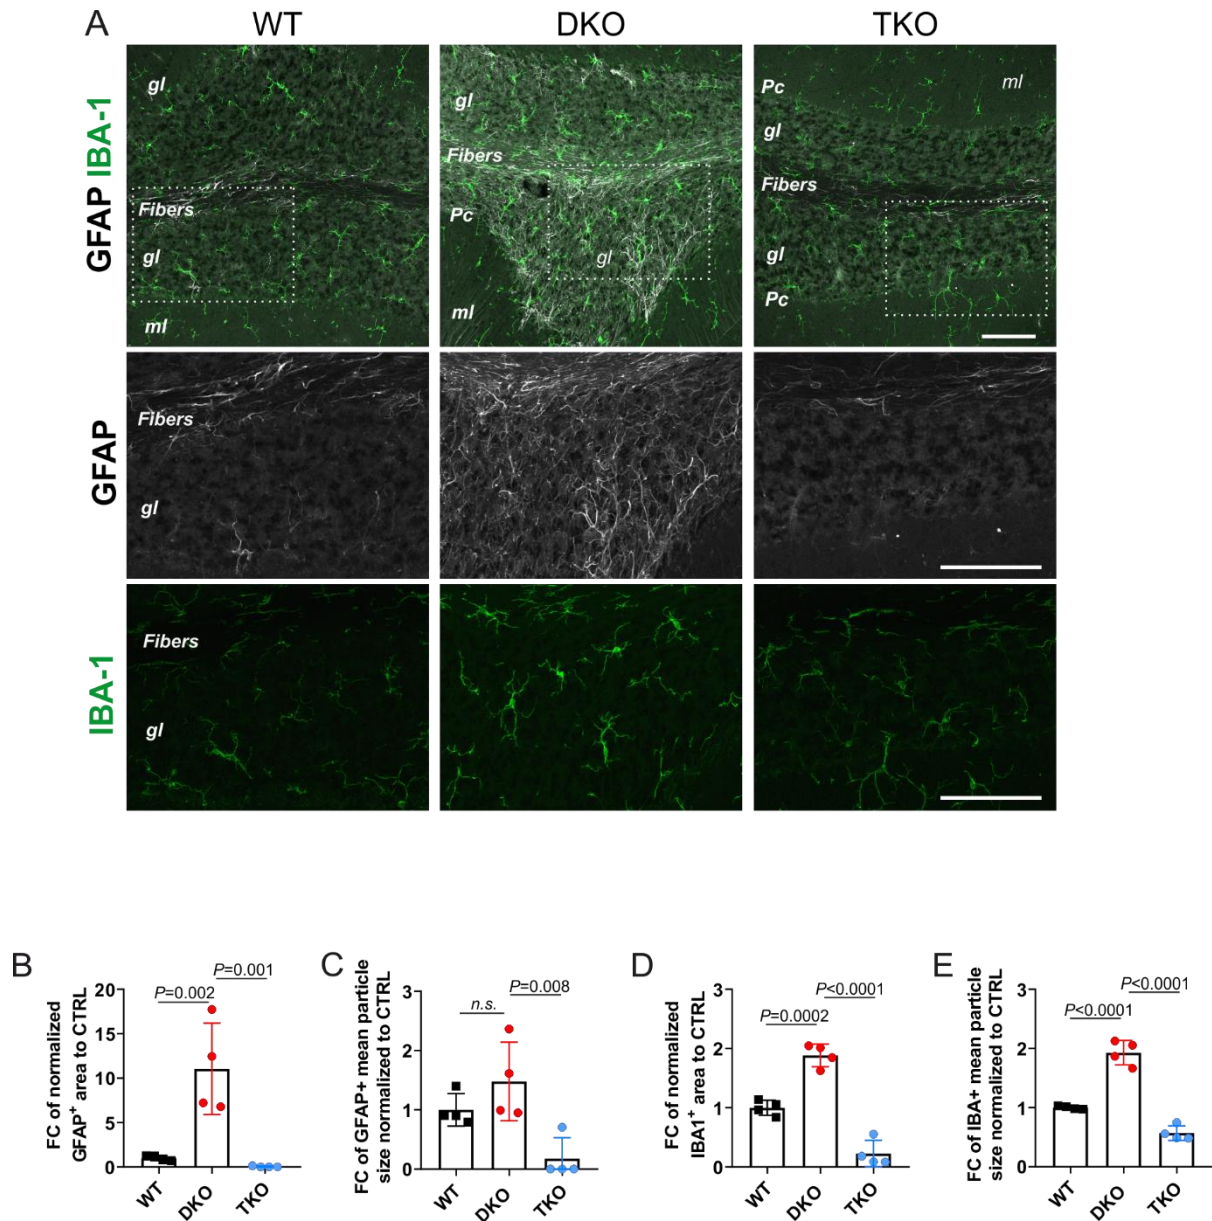 A
WT
DKO
TKO
GFAP IBA-1
gl
Fibers
gl
ml
gl
Fibers
Pc
gl
ml
Pc
ml
gl
Fibers
gl
Pc
GFAP
Fibers
gl
IBA-1
Fibers
gl
B
FC of normalized
GFAP+ area to CTRL
P=0.001
P=0.002
20
15
10
5
0
WT
DKO
TKO
C
FC of GFAP+ mean particle
size normalized to CTRL
P=0.008
n.s.
3
2
1
0
WT
DKO
TKO
D
FC of normalized
IBA1+ area to CTRL
P<0.0001
P=0.0002
3
2
1
0
WT
DKO
TKO
E
FC of IBA+ mean particle
size normalized to CTRL
P<0.0001
P<0.0001
3
2
1
0
WT
DKO
TKO